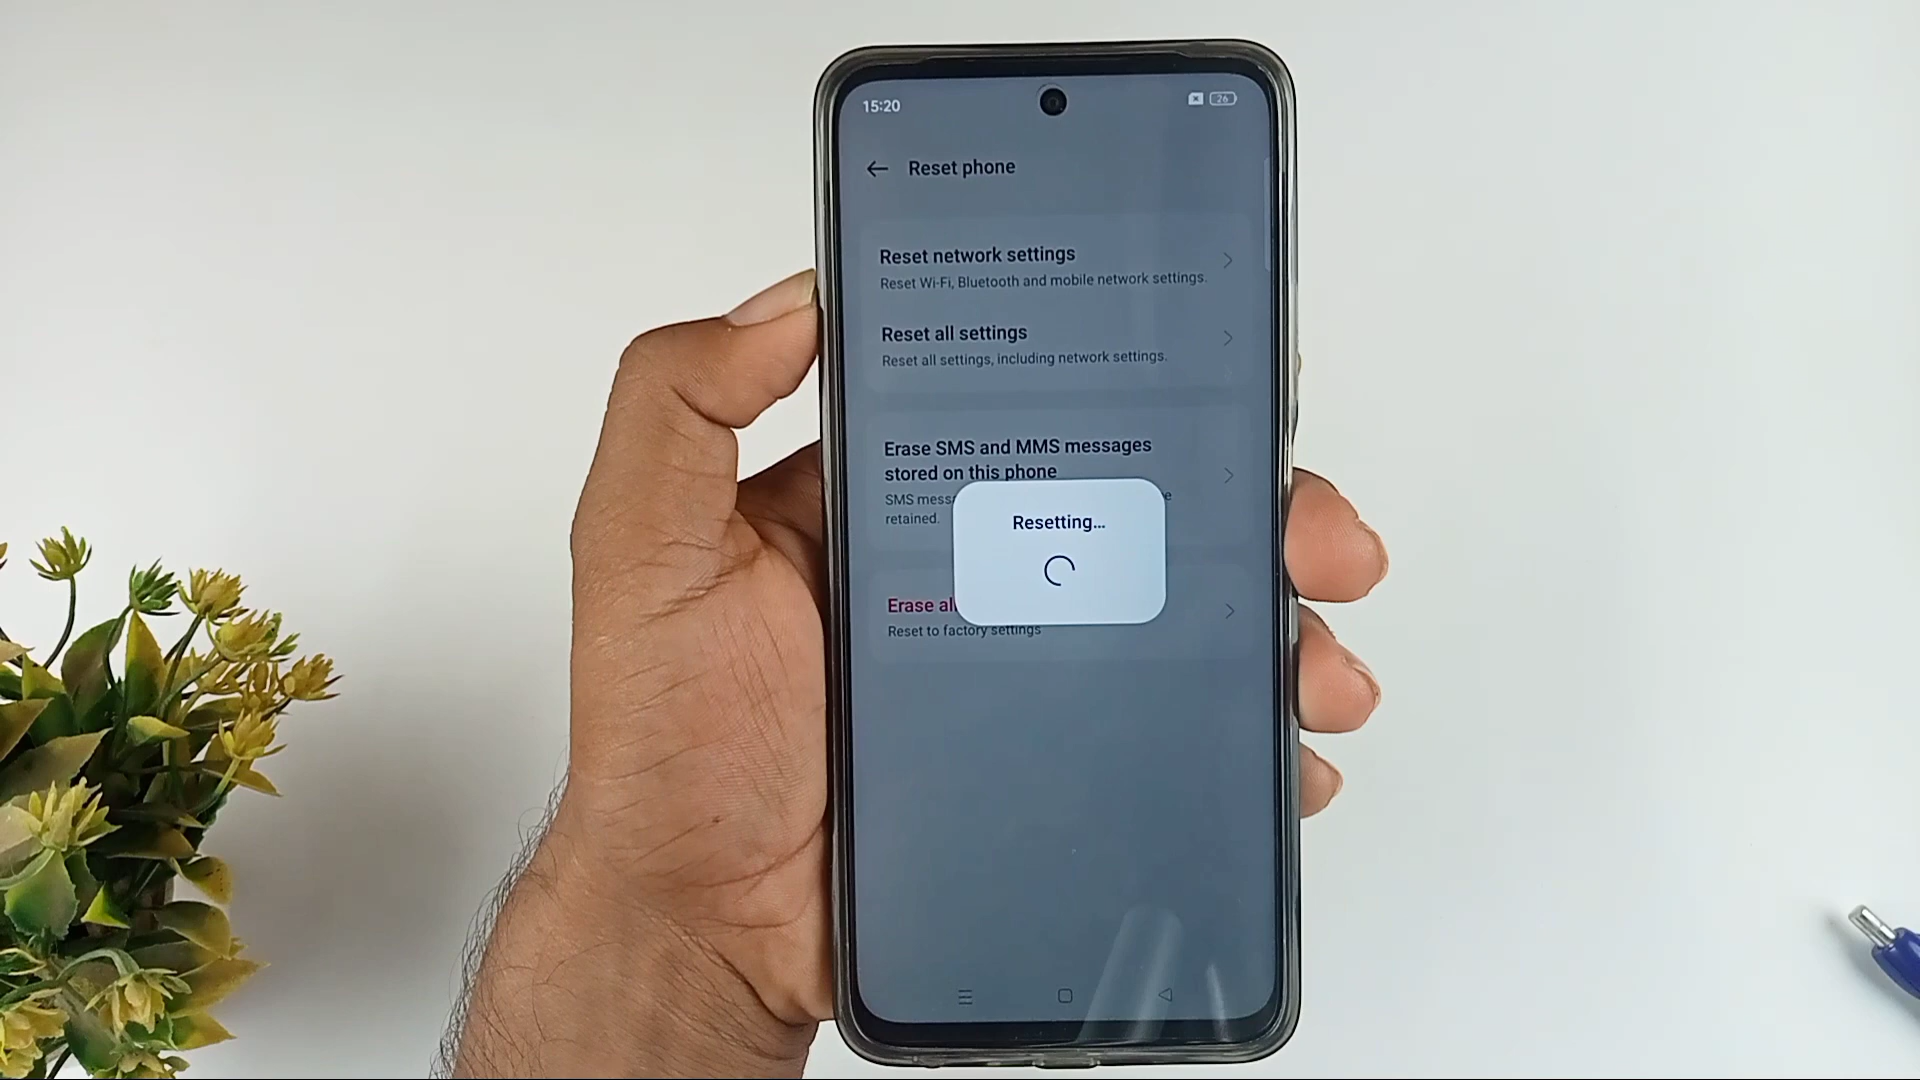 15:20
26
Reset phone
Reset network settings
Reset Wi-Fi, Bluetooth and mobile network settings.
Reset all settings
Reset all settings, including network settings.
Erase SMS and MMS messages
stored on this phone
SMS mess
retained.
Resetting...
Erase al
Reset to factory settings